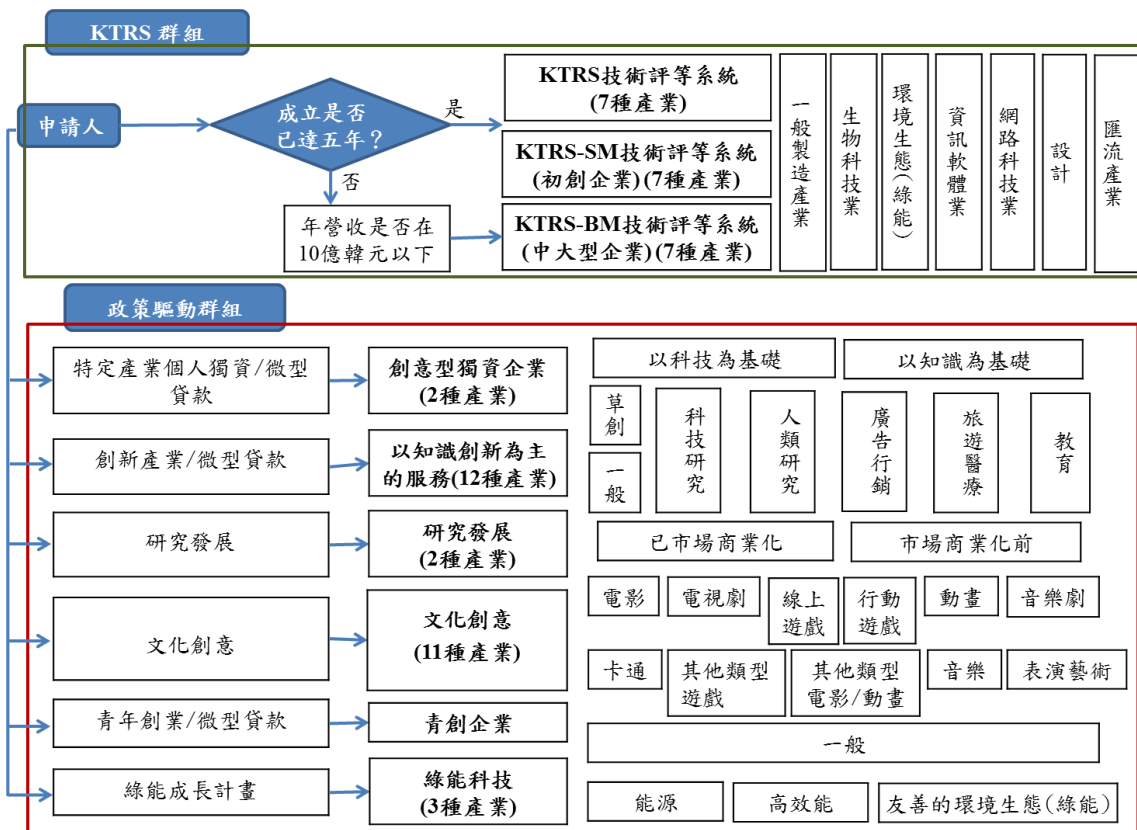 KTRS 群組
申請人
成立是否
已達五年？
是
否
年營收是否在
10億韓元以下
KTRS技術評等系統
(7種產業)
KTRS-SM技術評等系統
(初創企業)(7種產業)
KTRS-BM技術評等系統
(中大型企業)(7種產業)
一般製造產業
生物科技業
環境生態(綠能)
資訊軟體業
網路科技業
設計
匯流產業
政策驅動群組
特定產業個人獨資/微型
貸款
創意型獨資企業
(2種產業)
以科技為基礎
以知識為基礎
創新產業/微型貸款
以知識創新為主
的服務(12種產業)
草創
一般
科技研究
人類研究
廣告行銷
旅遊醫療
教育
研究發展
研究發展
(2種產業)
已市場商業化
市場商業化前
文化創意
文化創意
(11種產業)
電影
電視劇
線上
遊戲
行動
遊戲
動畫
音樂劇
卡通
其他類型
遊戲
其他類型
電影/動畫
音樂
表演藝術
青年創業/微型貸款
青創企業
一般
綠能成長計畫
綠能科技
(3種產業)
能源
高效能
友善的環境生態(綠能)